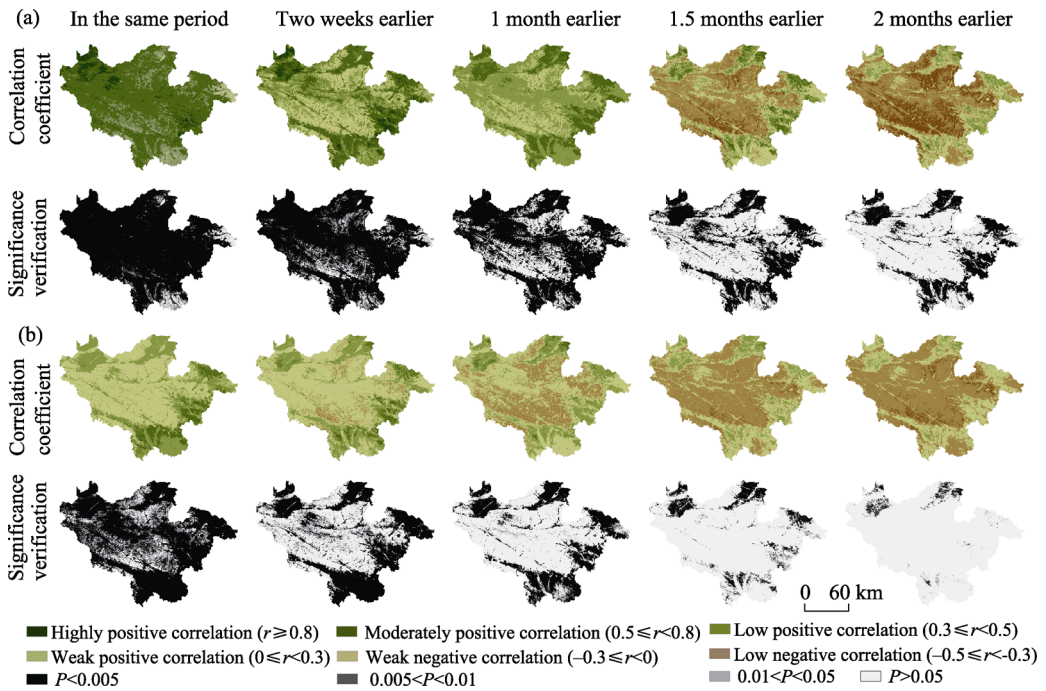 (a) In the same period Two weeks earlier 1 month earlier 1.5 months earlier 2 months earlier
Correlation
coefficient
Significance
verification
(b)
Correlation
coefficient
Significance
verification
0 60 km
Highly positive correlation (r≥0.8) Moderately positive correlation (0.5≤r<0.8) Low positive correlation (0.3≤r<0.5)
Weak positive correlation (0≤r<0.3) Weak negative correlation (−0.3≤r<0) Low negative correlation (−0.5≤r<-0.3)
P<0.005 0.005<P<0.01 0.01<P<0.05 P>0.05